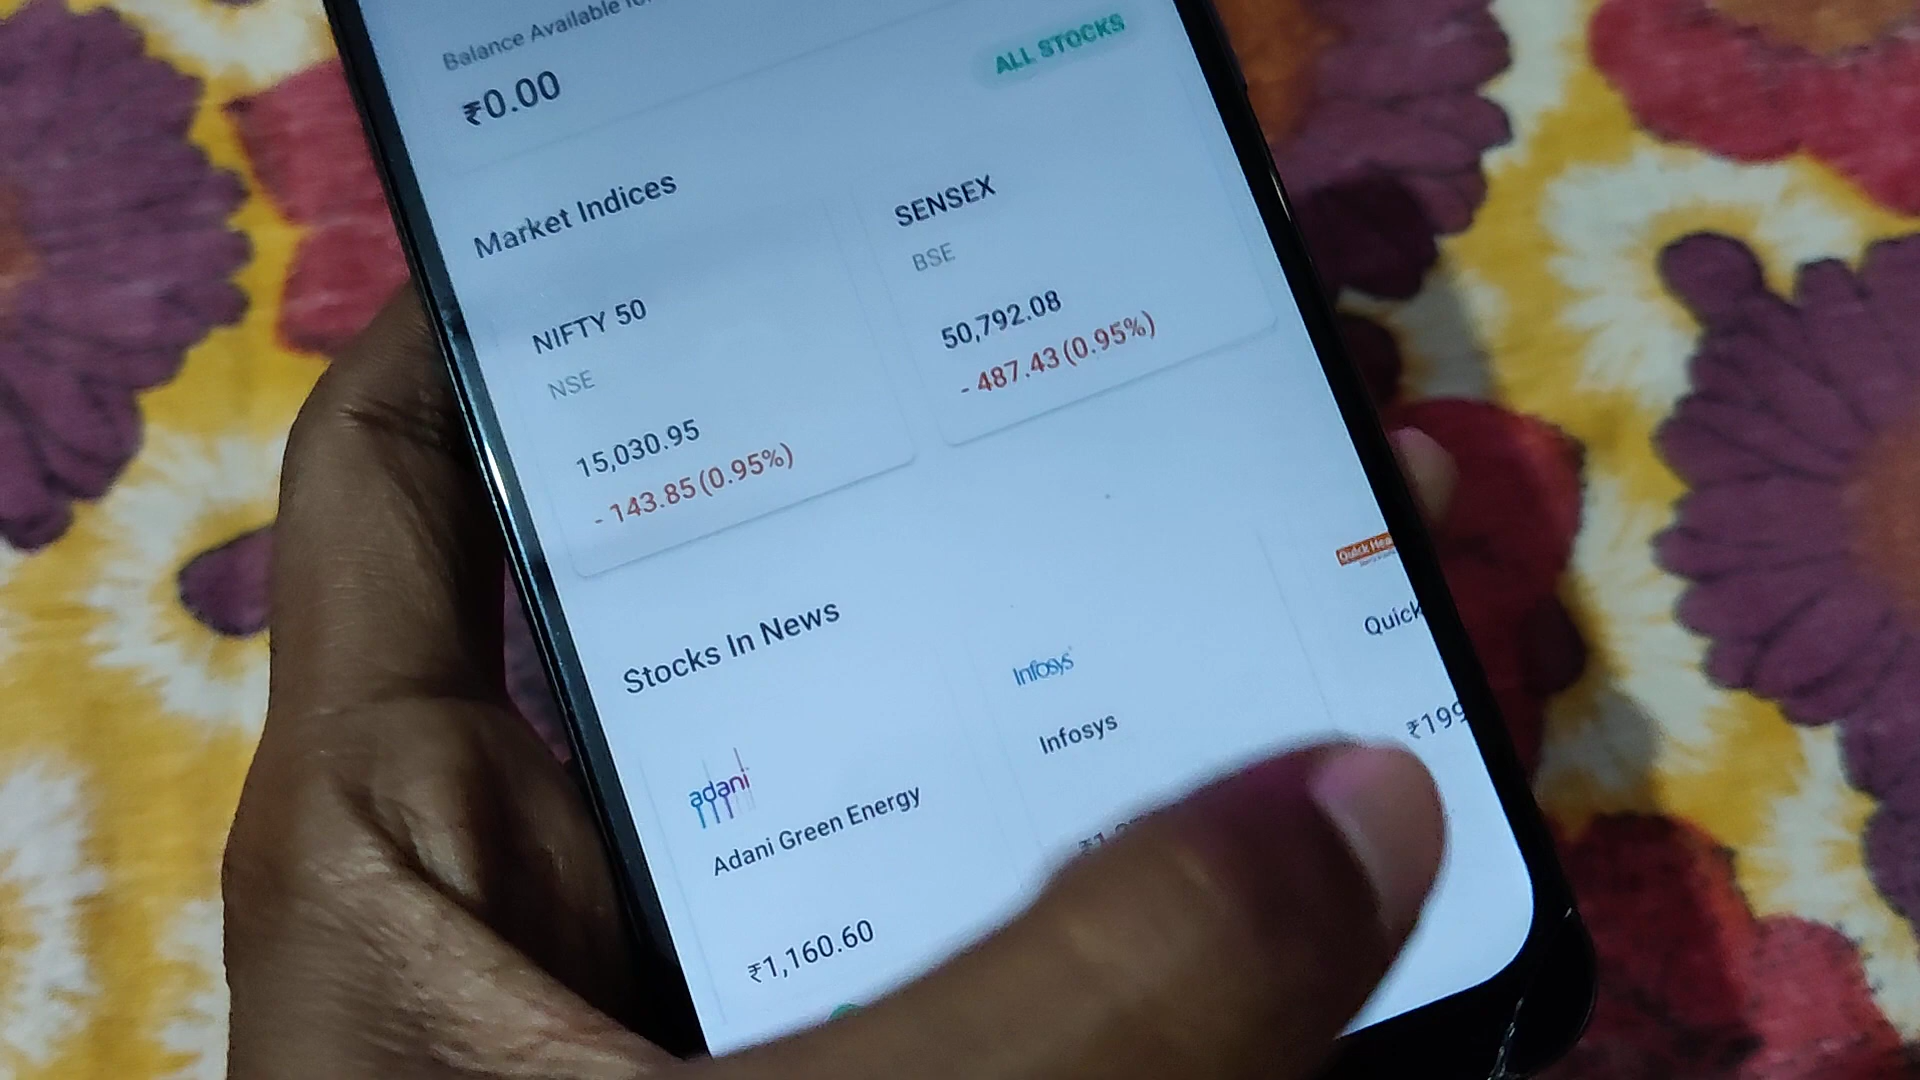 Balance Available
₹0.00
ALL STOCKS
Market Indices
NIFTY 50
NSE
15,030.95
- 143.85 (0.95%)
SENSEX
BSE
50,792.08
- 487.43 (0.95%)
Stocks In News
adani
Adani Green Energy
₹1,160.60
Infosys
Infosys
Quick
Quick
₹199